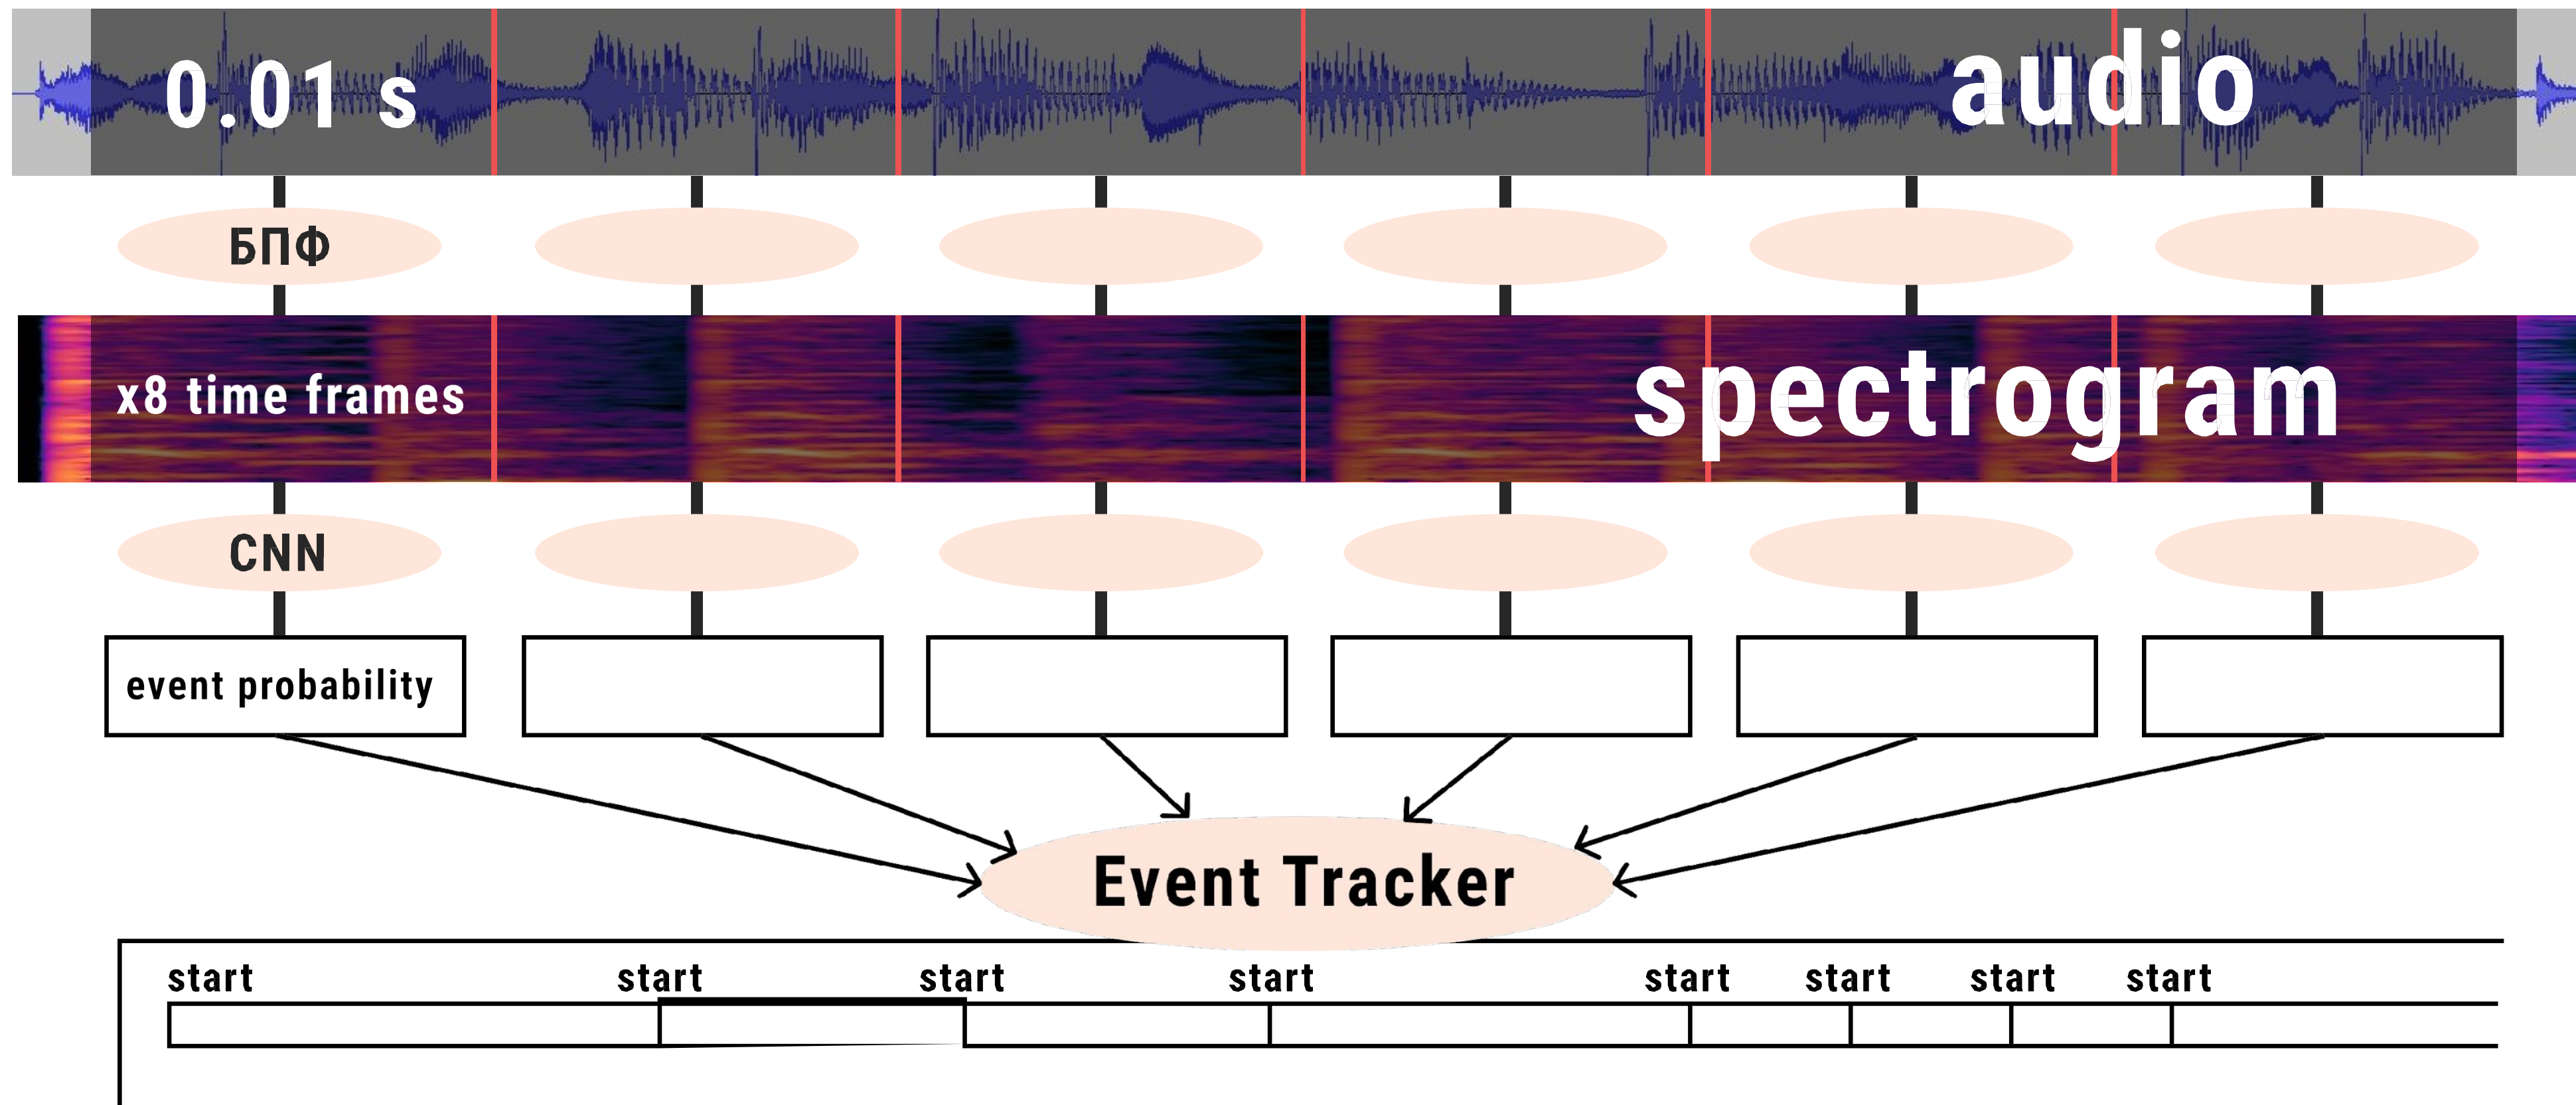 0.01 s
audio
БПФ
x8 time frames
spectrogram
CNN
event probability
Event Tracker
start start start start start start start start